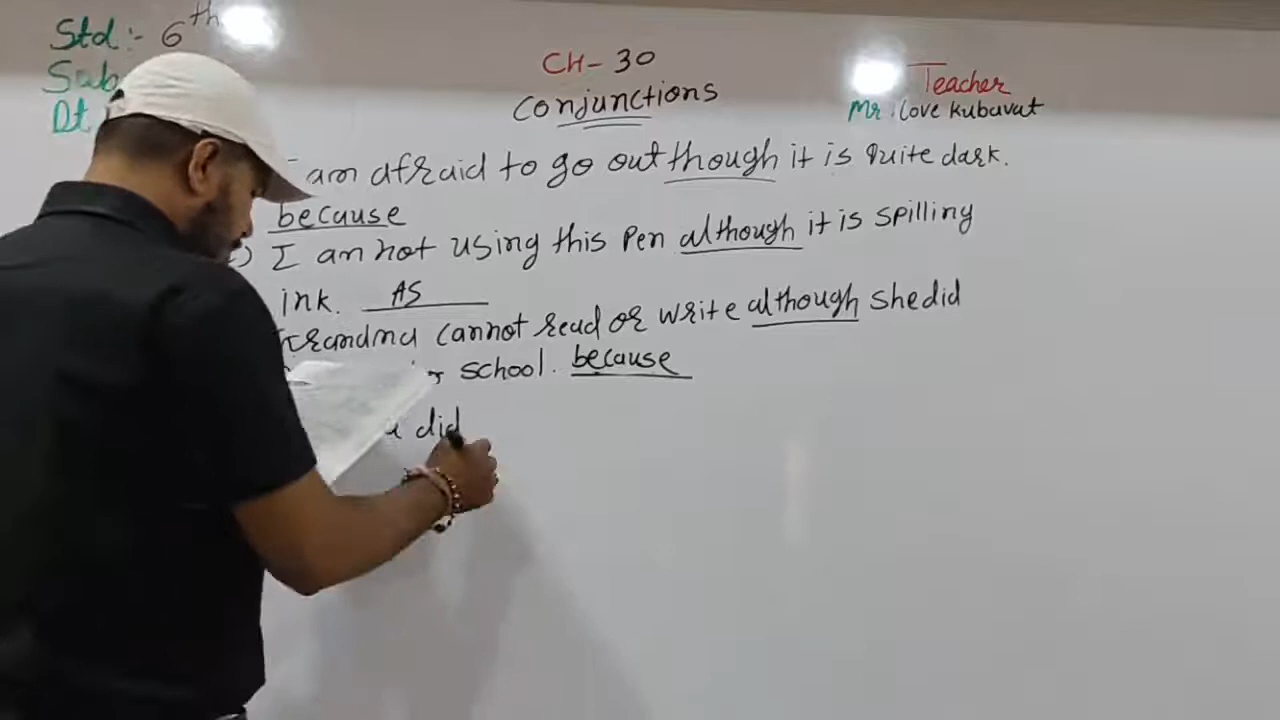 Std :- 6th
CH - 30
Sub
Teacher
Conjunctions
Dt
Mr. Love Kubavat
am afraid to go out though it is quite dark.
because
I am not using this Pen although it is spilling
ink. AS
Grandma cannot read or write although she did
school. because
did